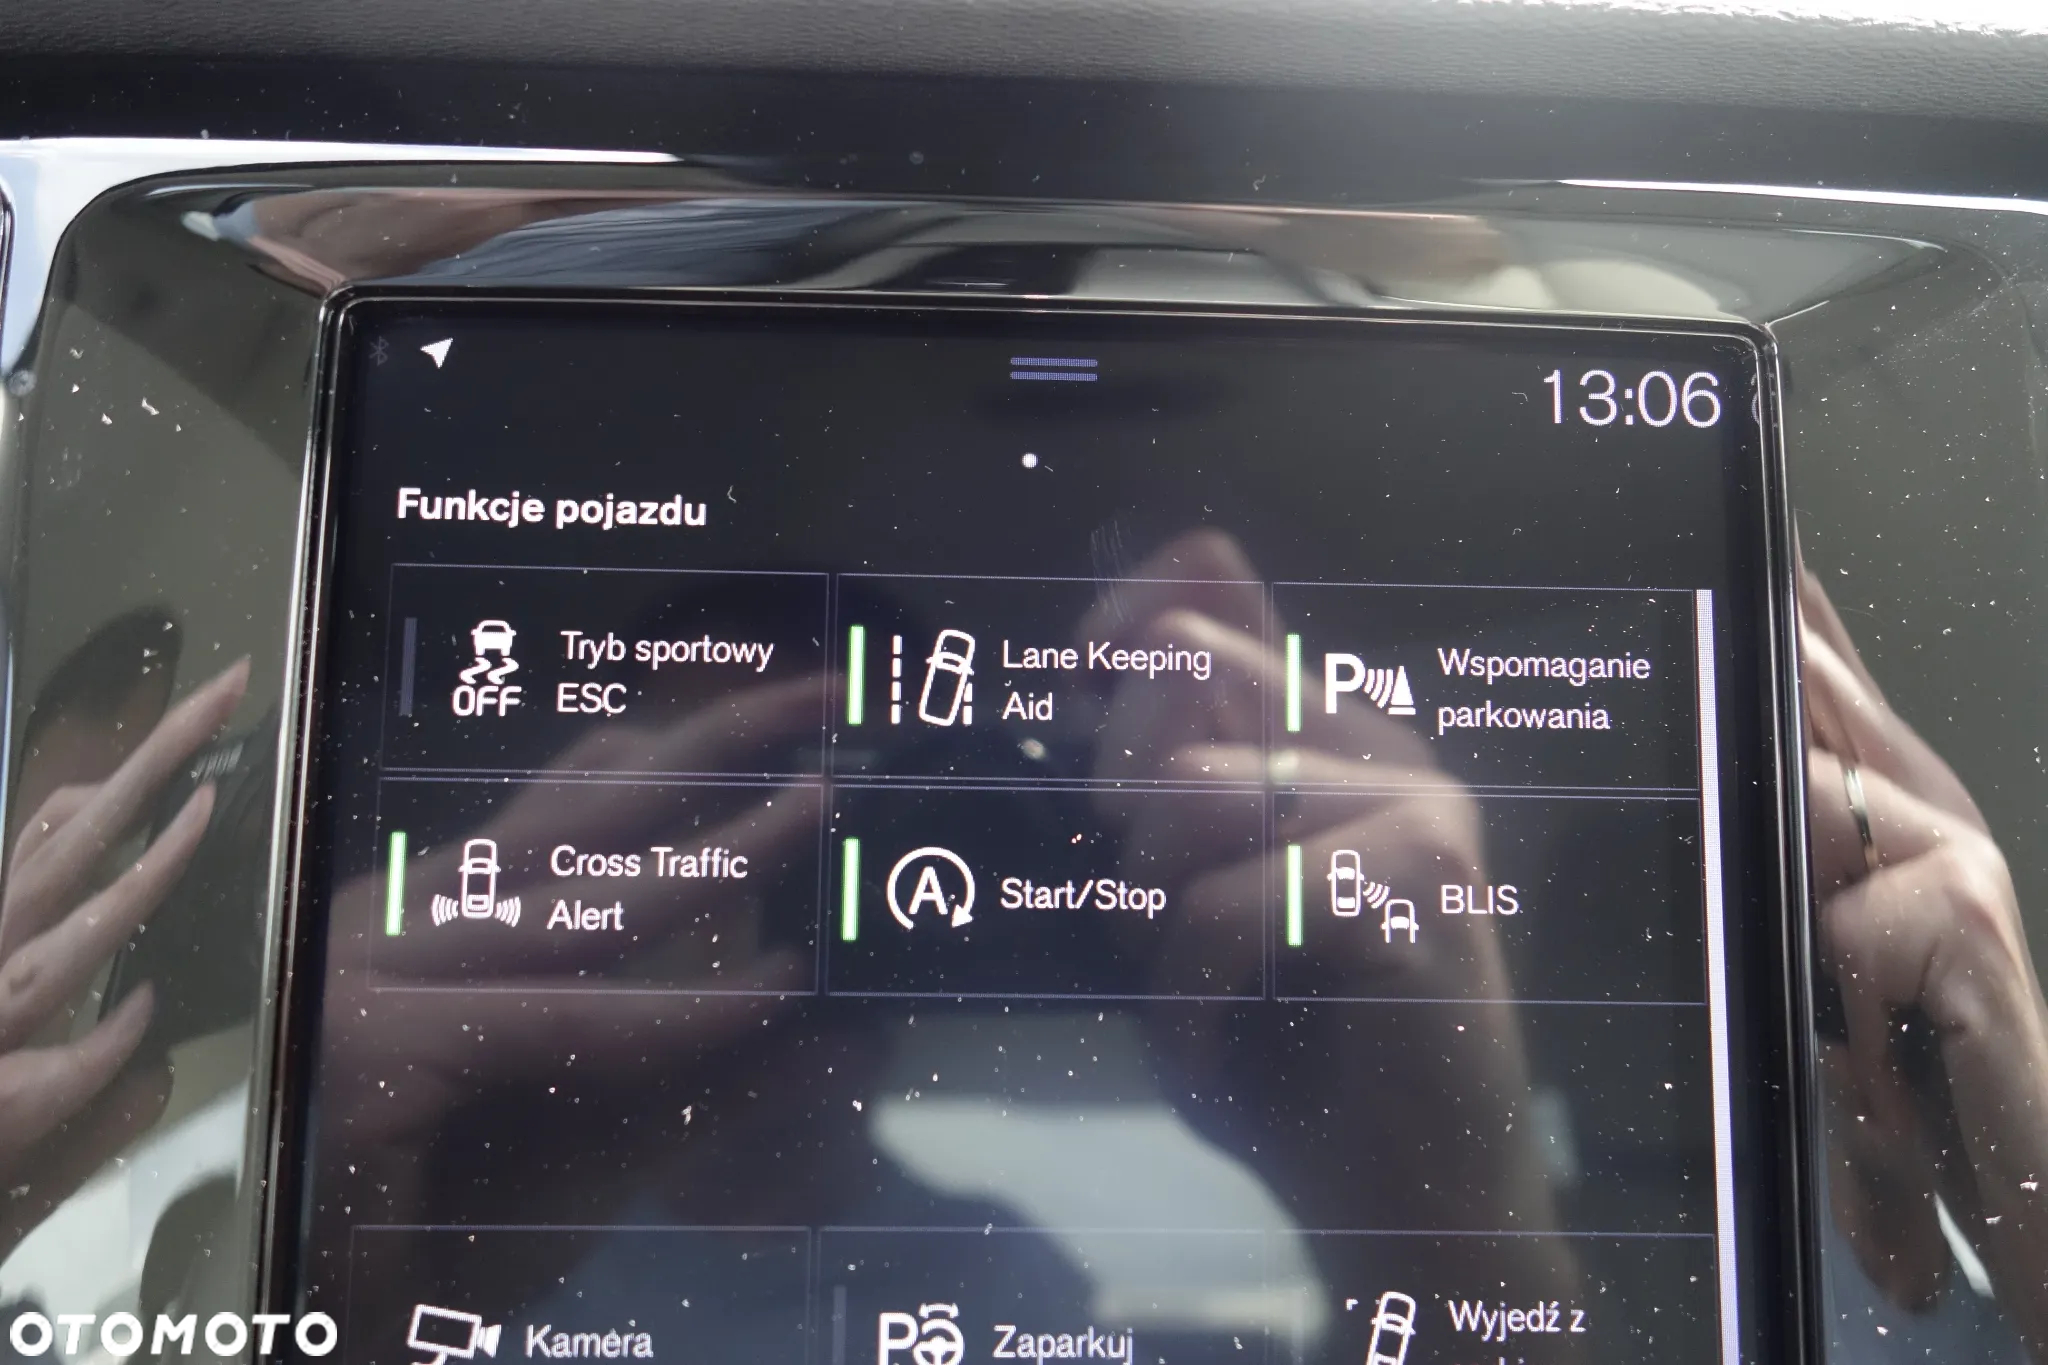 13:06
Funkcje pojazdu
OFF
Tryb sportowy
ESC
Lane Keeping
Aid
P
Wspomaganie
parkowania
Cross Traffic
Alert
A
Start/Stop
BLIS
Kamera
P
Zaparkuj
Wyjedź z
OTOMOTO